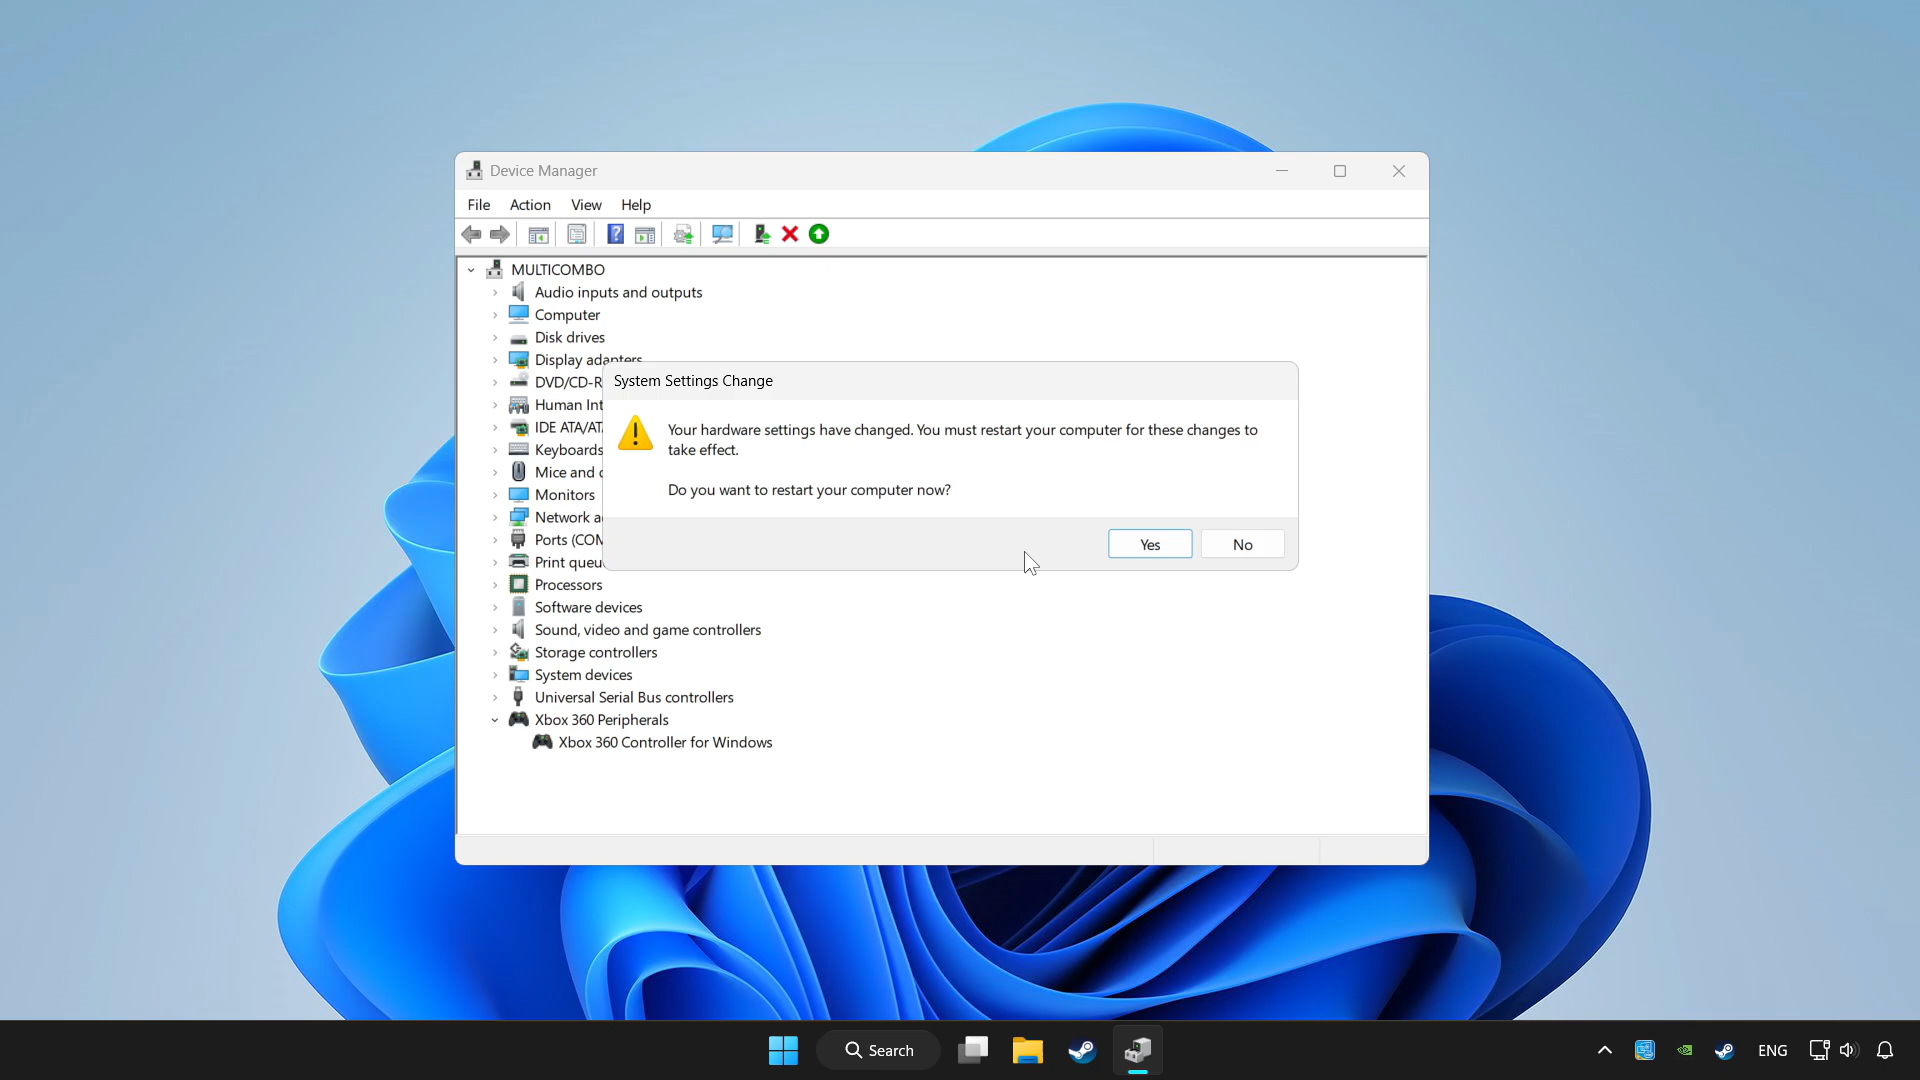 Device Manager
File Action View Help
MULTICOMBO
Audio inputs and outputs
Computer
Disk drives
Display adapters
DVD/CD-R
Human Int
IDE ATA/ATA
Keyboards
Mice and o
Monitors
Network a
Ports (COM
Print queu
Processors
Software devices
Sound, video and game controllers
Storage controllers
System devices
Universal Serial Bus controllers
Xbox 360 Peripherals
Xbox 360 Controller for Windows
System Settings Change
Your hardware settings have changed. You must restart your computer for these changes to
take effect.
Do you want to restart your computer now?
Yes No
Search
ENG